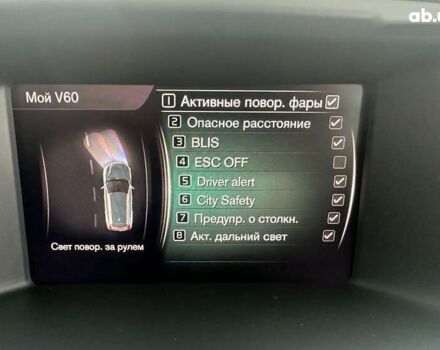 ab.
Мой V60
1 Активные повор. фары
2 Опасное расстояние
3 BLIS
4 ESC OFF
5 Driver alert
6 City Safety
7 Предупр. о столкн.
8 Акт. дальний свет
Свет повор. за рулем